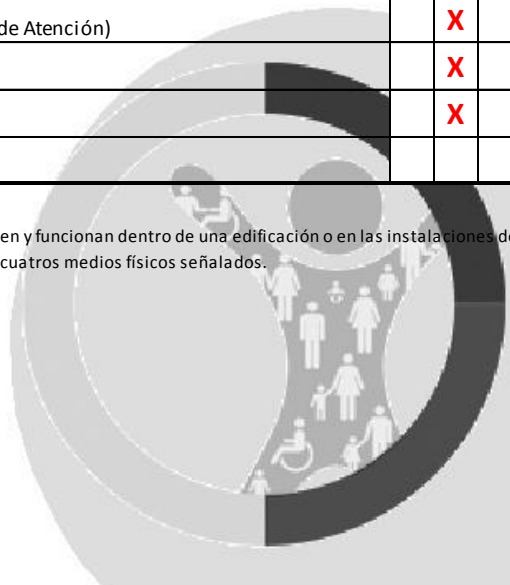 de Atención) X
X
X
en y funcionan dentro de una edificación o en las instalaciones de
cuatros medios físicos señalados.